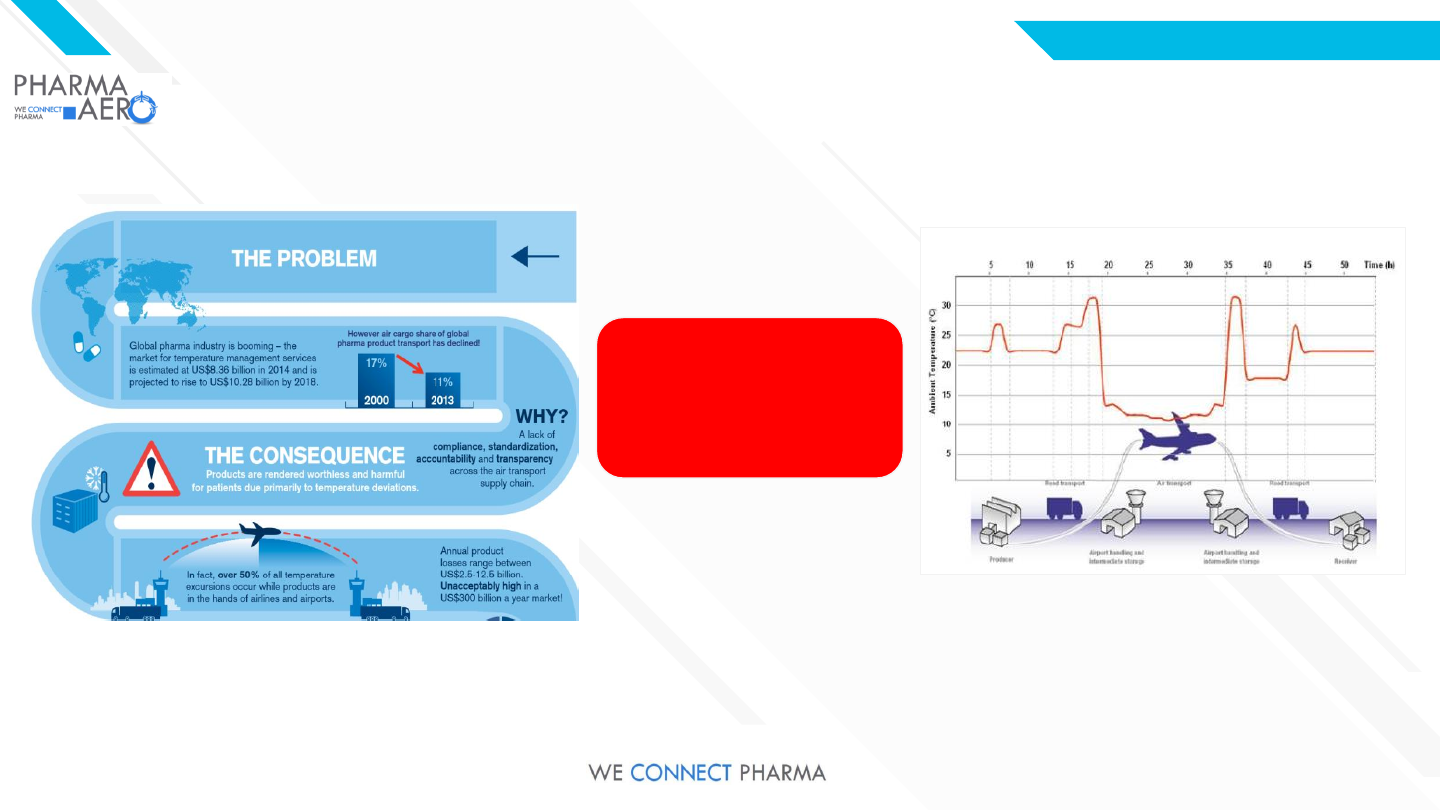 PHARMA
WE CONNECT
PHARMA
AERO
THE PROBLEM
Global pharma industry is booming – the
market for temperature management services
is estimated at US$8.36 billion in 2014 and is
projected to rise to US$10.28 billion by 2018.
However air cargo share of global
pharma product transport has declined!
17%
11%
2000
2013
WHY?
A lack of
compliance, standardization,
acccuntability and transparency
across the air transport
supply chain.
THE CONSEQUENCE
Products are rendered worthless and harmful
for patients due primarily to temperature deviations.
In fact, over 50% of all temperature
excursions occur while products are
in the hands of airlines and airports.
Annual product
losses range between
US$2.5-12.5 billion.
Unacceptably high in a
US$300 billion a year market!
5 10 15 20 25 30 35 40 45 50 Time (h)
Ambient Temperature (°C)
30
25
20
15
10
5
Road transport
Air transport
Road transport
Producer
Airport handling and
intermediate storage
Airport handling and
intermediate storage
Receiver
WE CONNECT PHARMA